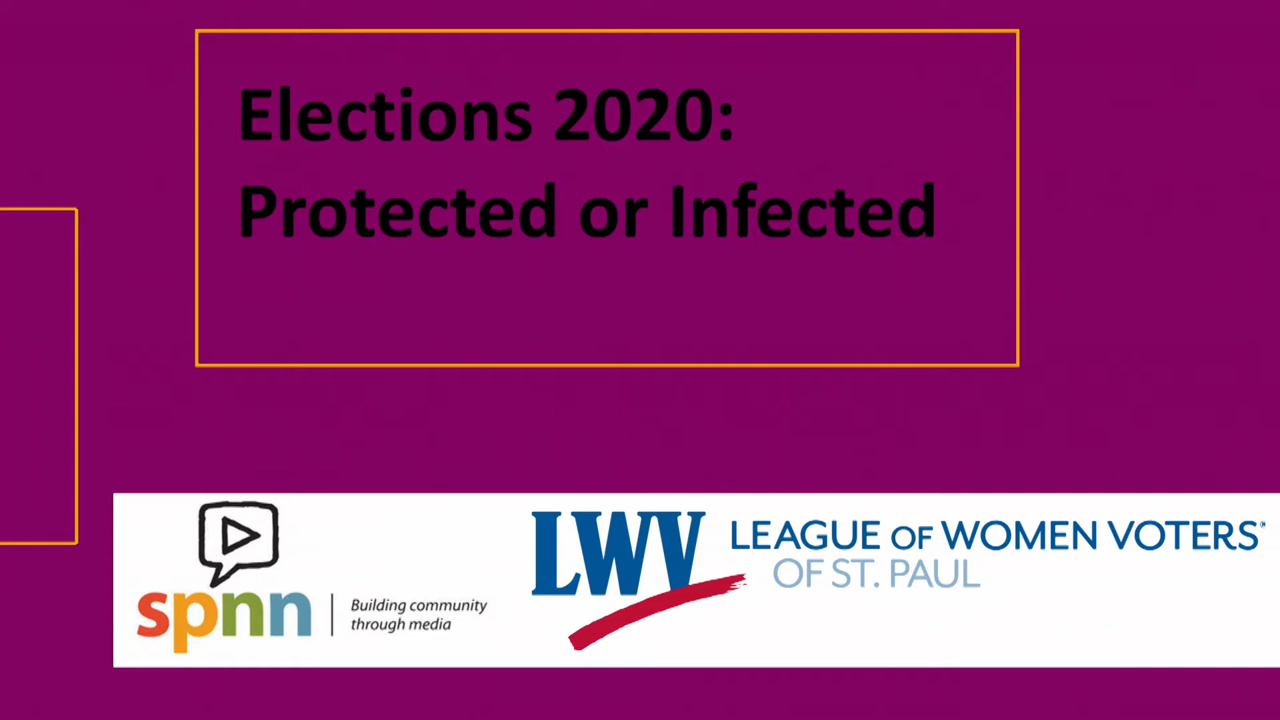 Elections 2020:
Protected or Infected
spnn
Building community
through media
LWV
LEAGUE OF WOMEN VOTERS®
OF ST. PAUL